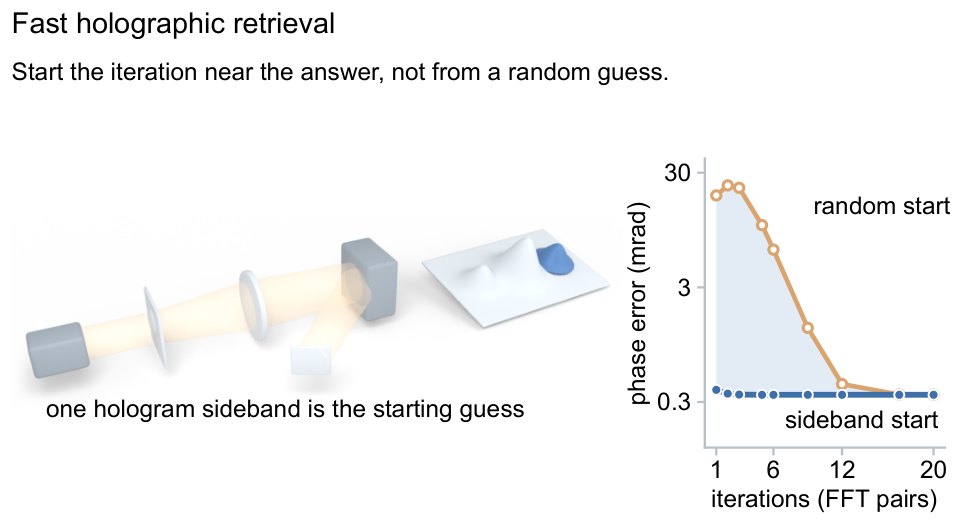 Fast holographic retrieval
Start the iteration near the answer, not from a random guess.
one hologram sideband is the starting guess
phase error (mrad)
30
3
0.3
random start
sideband start
1 6 12 20
iterations (FFT pairs)